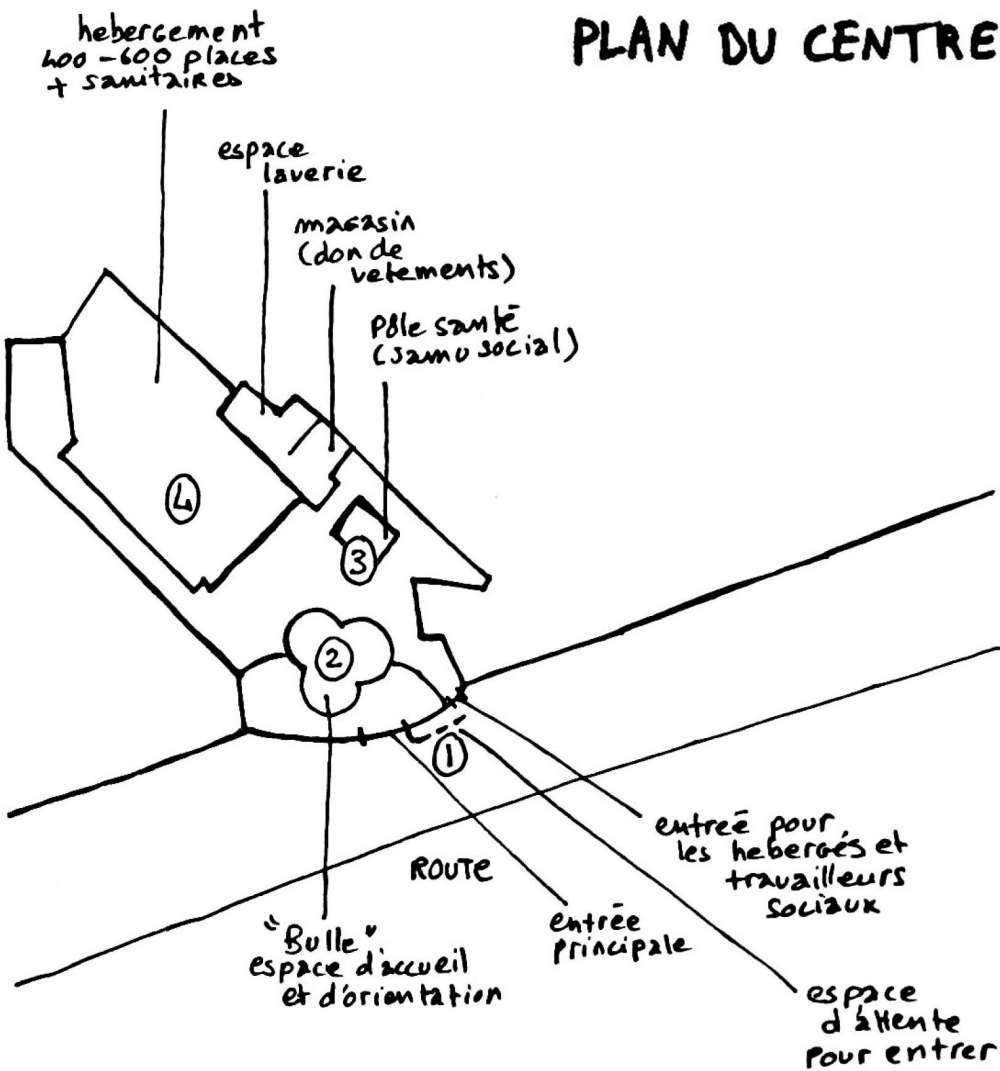 PLAN DU CENTRE
hebergement
400-600 places
+ sanitaires
espace
laverie
magasin
(don de
vetements)
Pôle santé
(samu social)
4
3
2
1
ROUTE
entreé pour
les hebergés et
travailleurs
sociaux
entrée
principale
"Bulle"
espace d'accueil
et d'orientation
espace
d'attente
pour entrer